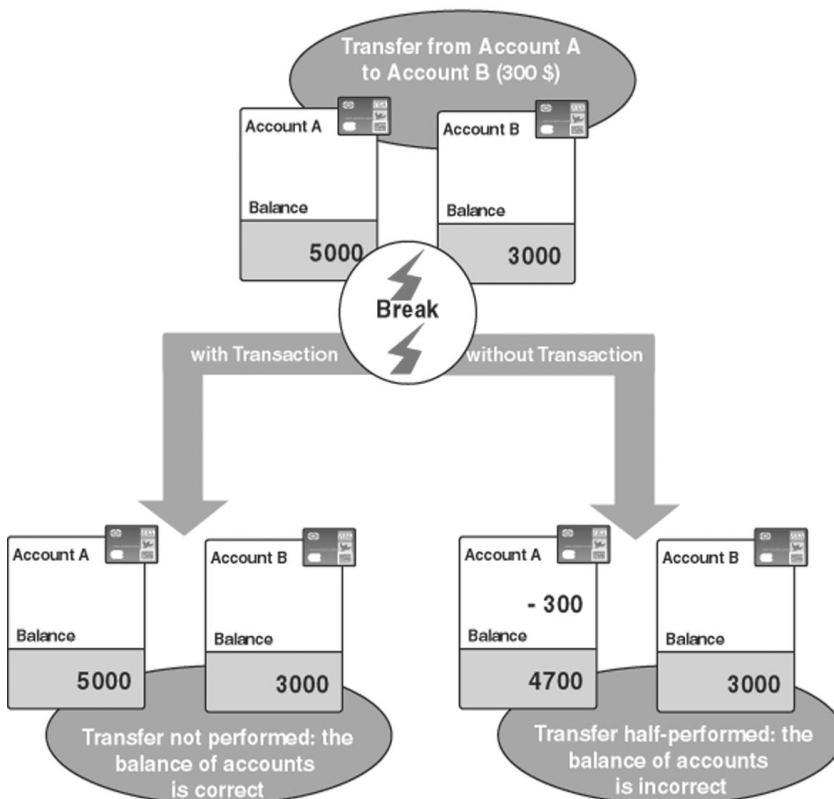 Transfer from Account A
to Account B (300 $)
Account A
Balance
5000
Account B
Balance
3000
Break
with Transaction
without Transaction
Account A
Balance
5000
Account B
Balance
3000
Transfer not performed: the
balance of accounts
is correct
Account A
- 300
Balance
4700
Account B
Balance
3000
Transfer half-performed: the
balance of accounts
is incorrect